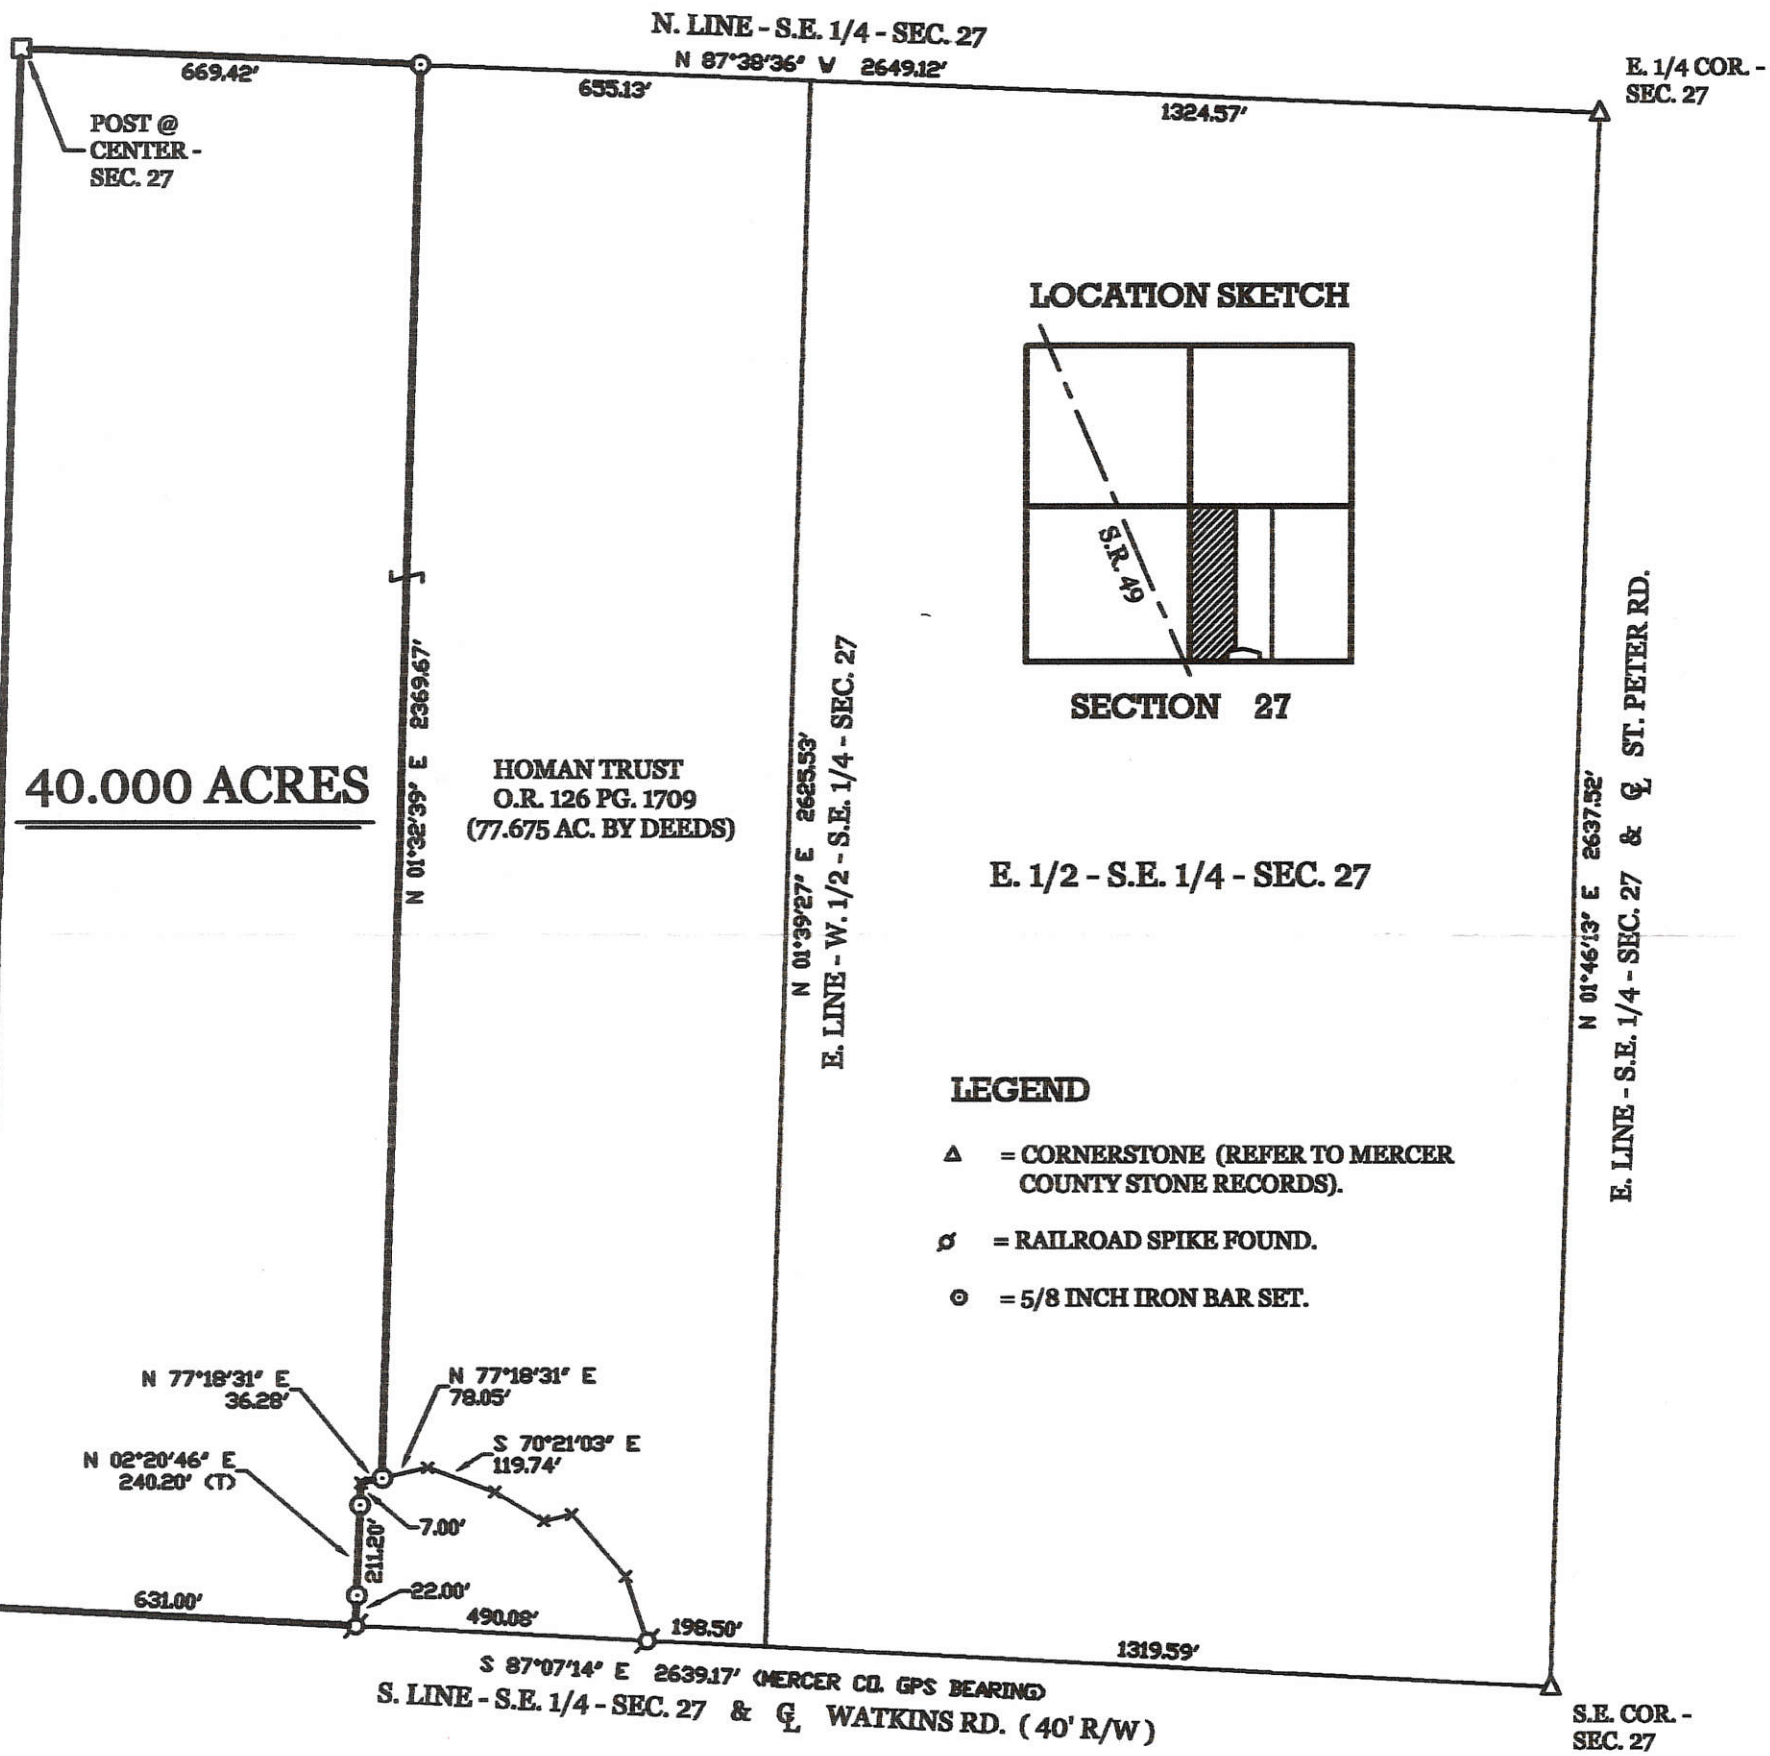 N. LINE - S.E. 1/4 - SEC. 27
N 87°38'36" W 2649.12'
669.42'
655.13'
1324.57'
E. 1/4 COR. -
SEC. 27
POST @
CENTER -
SEC. 27
LOCATION SKETCH
S.R. 49
SECTION 27
N 01°32'39" E 2369.67'
40.000 ACRES
HOMAN TRUST
O.R. 126 PG. 1709
(77.675 AC. BY DEEDS)
N 01°39'27" E 2625.53'
E. LINE - W. 1/2 - S.E. 1/4 - SEC. 27
E. 1/2 - S.E. 1/4 - SEC. 27
N 01°46'13" E 2637.52'
E. LINE - S.E. 1/4 - SEC. 27 & ℄ ST. PETER RD.
LEGEND
△ = CORNERSTONE (REFER TO MERCER
COUNTY STONE RECORDS).
= RAILROAD SPIKE FOUND.
⊙ = 5/8 INCH IRON BAR SET.
N 77°18'31" E
36.28'
N 77°18'31" E
78.05'
S 70°21'03" E
119.74'
N 02°20'46" E
240.20' (T)
7.00'
211.20'
22.00'
631.00'
490.08'
198.50'
1319.59'
S 87°07'14" E 2639.17' (MERCER CO. GPS BEARING)
S. LINE - S.E. 1/4 - SEC. 27 & ℄ WATKINS RD. ( 40' R/W )
S.E. COR. -
SEC. 27